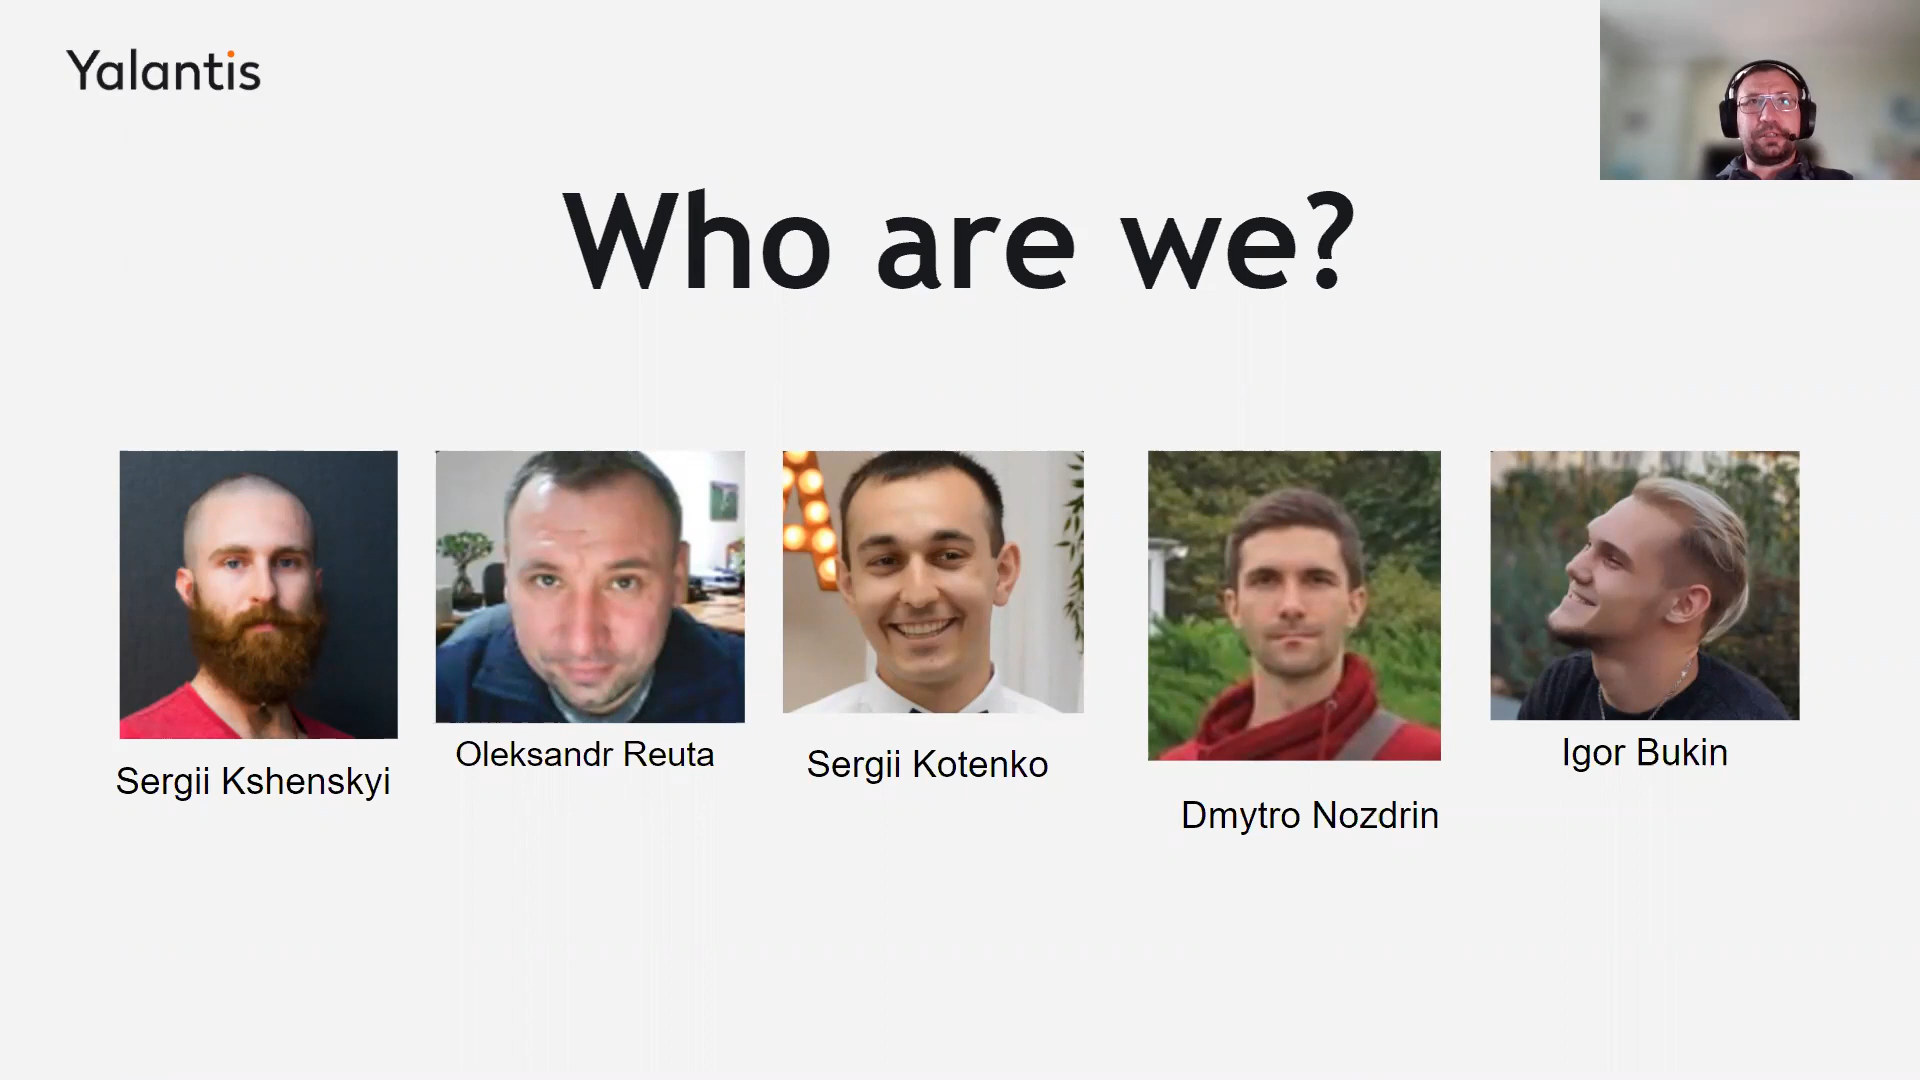 Yalantis
Who are we?
Sergii Kshenskyi
Oleksandr Reuta
Sergii Kotenko
Dmytro Nozdrin
Igor Bukin